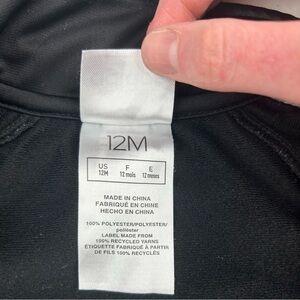 12M
US F E
12M 12 mois 12 meses
MADE IN CHINA
FABRIQUÉ EN CHINE
HECHO EN CHINA
100% POLYESTER/POLYESTER/
poliéster
LABEL MADE FROM
100% RECYCLED YARNS
ÉTIQUETTE FABRIQUÉE À PARTIR
DE FILS 100% RECYCLÉS